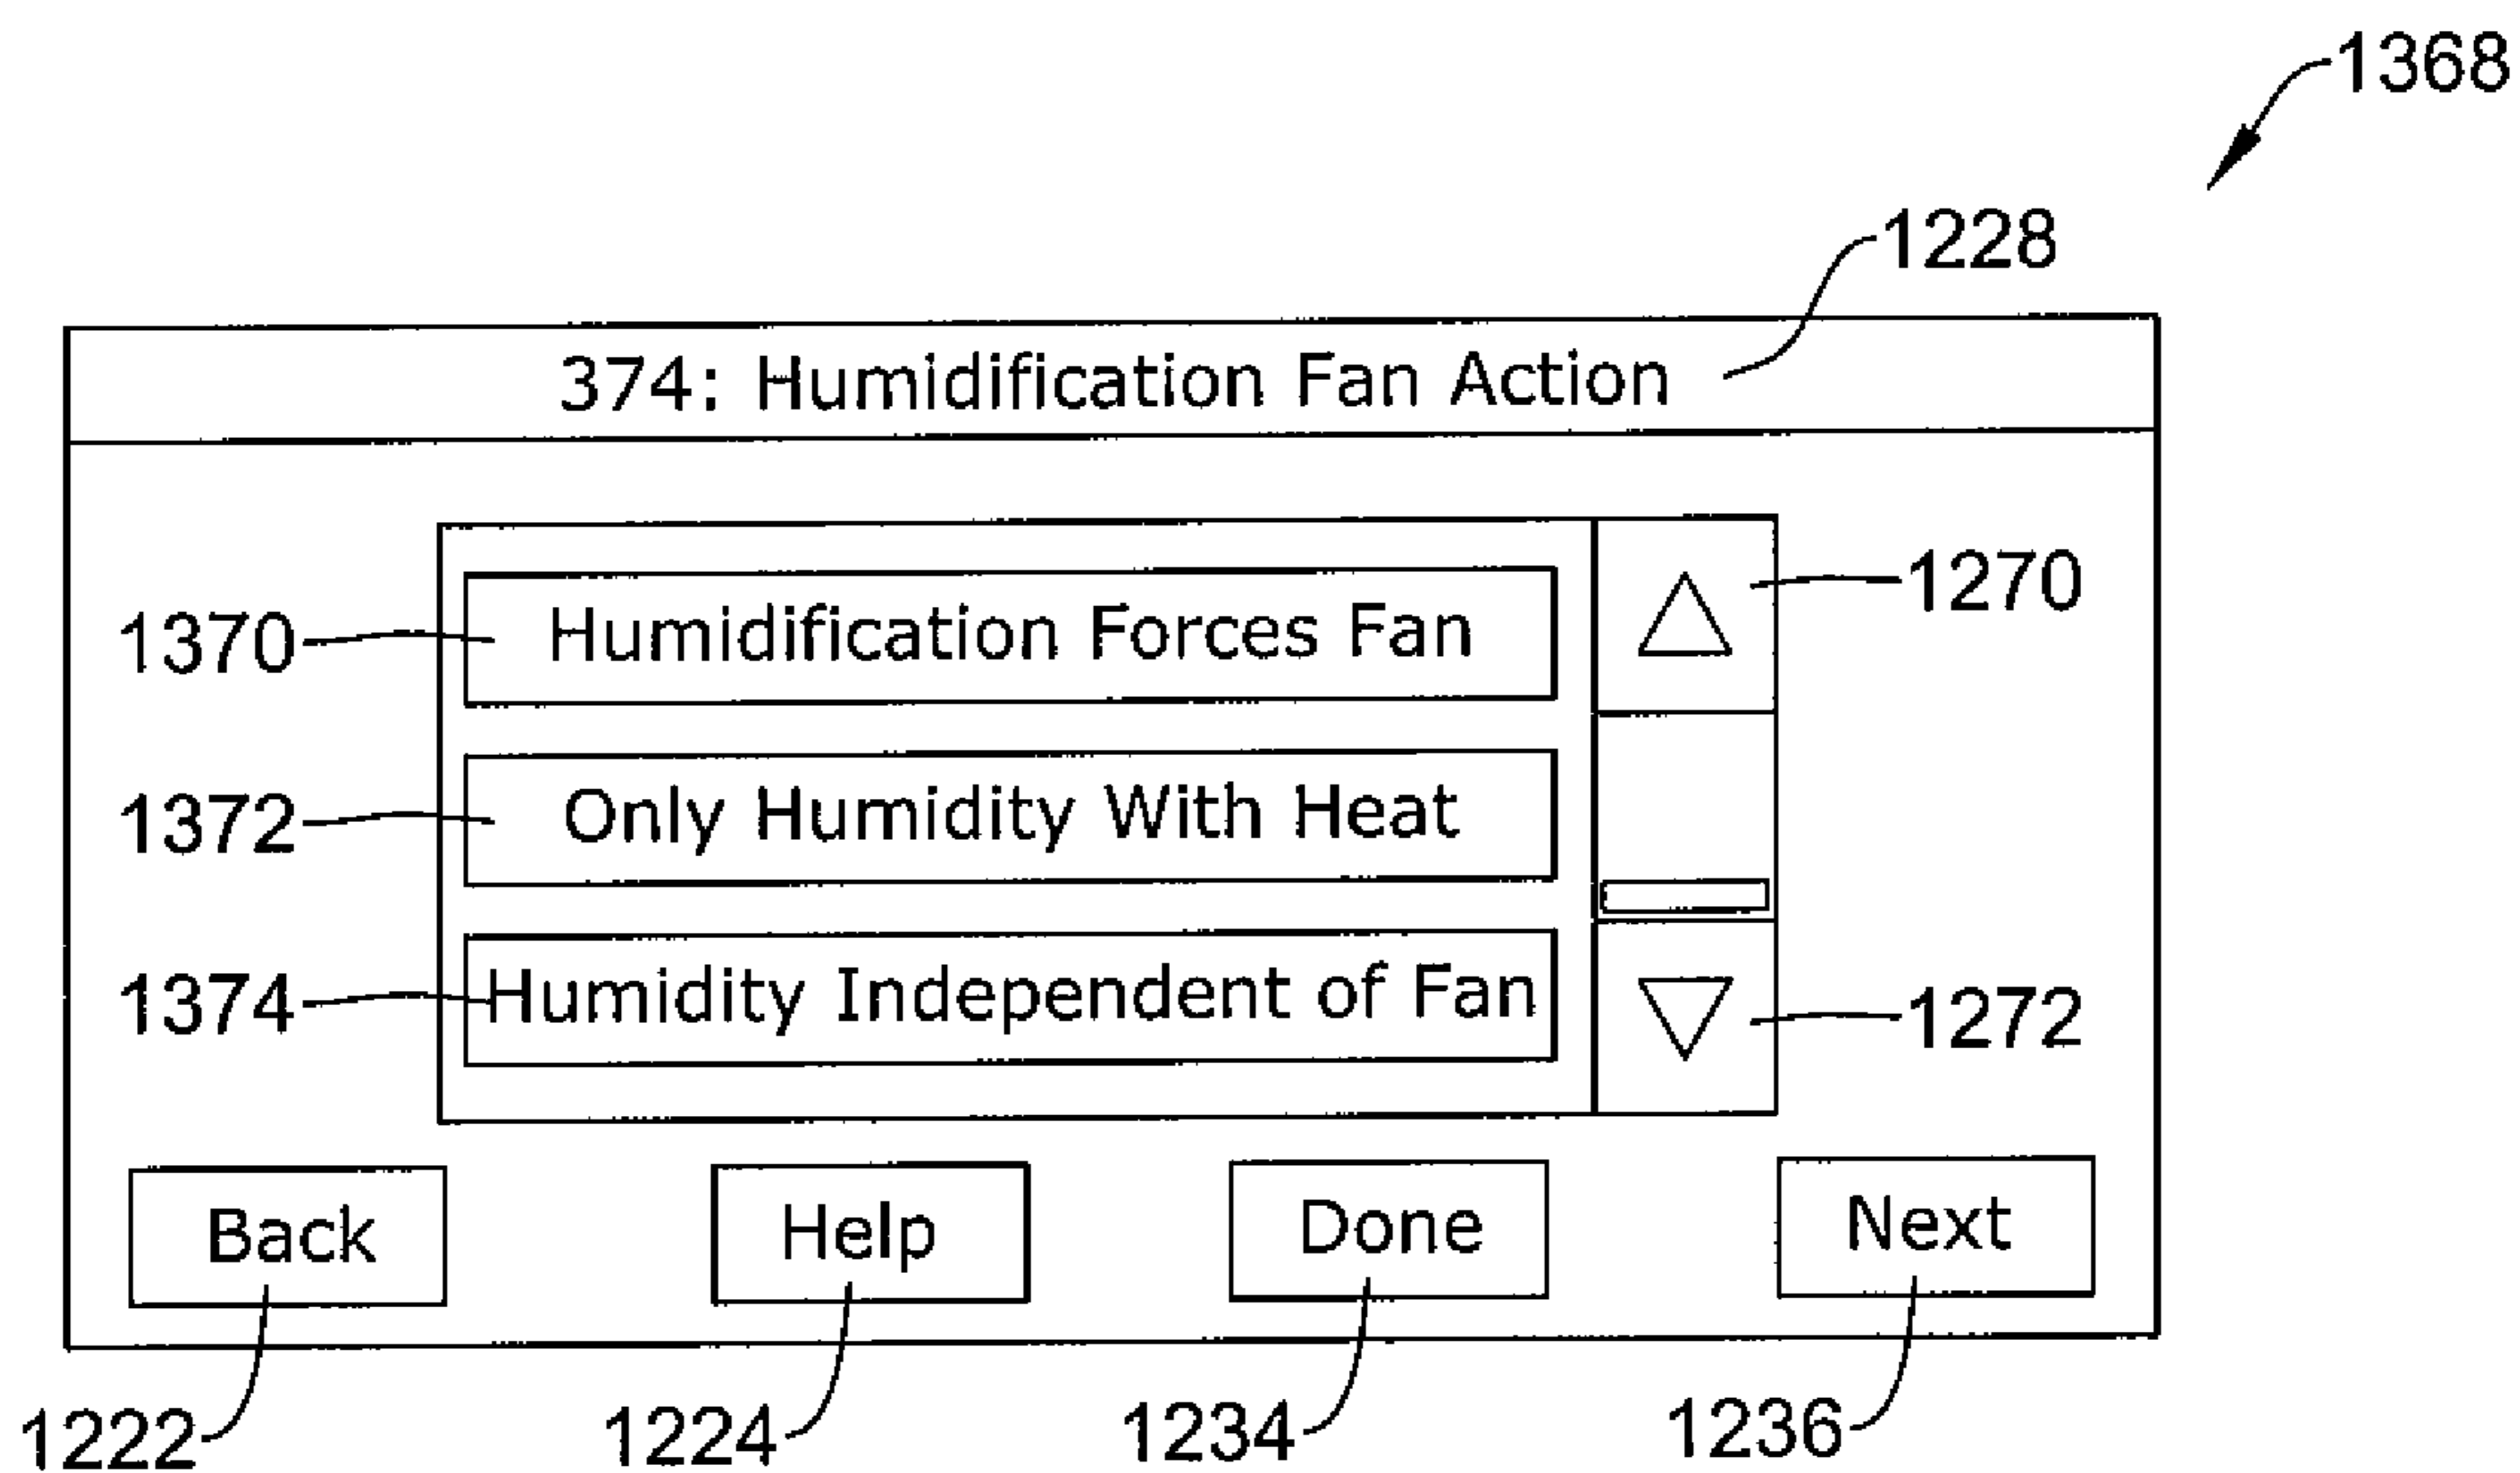 1368
1228
374: Humidification Fan Action
1370
Humidification Forces Fan
1270
1372
Only Humidity With Heat
1374
Humidity Independent of Fan
1272
Back
Help
Done
Next
1222
1224
1234
1236